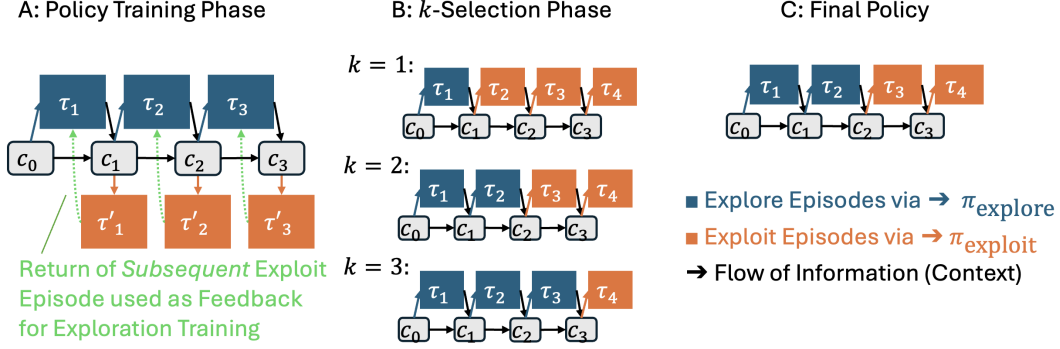 A: Policy Training Phase
τ₁ τ₂ τ₃
c₀ c₁ c₂ c₃
τ'₁ τ'₂ τ'₃
Return of Subsequent Exploit
Episode used as Feedback
for Exploration Training
B: k-Selection Phase
k = 1:
τ₁ τ₂ τ₃ τ₄
c₀ c₁ c₂ c₃
k = 2:
τ₁ τ₂ τ₃ τ₄
c₀ c₁ c₂ c₃
k = 3:
τ₁ τ₂ τ₃ τ₄
c₀ c₁ c₂ c₃
C: Final Policy
τ₁ τ₂ τ₃ τ₄
c₀ c₁ c₂ c₃
Explore Episodes via → π_explore
Exploit Episodes via → π_exploit
→ Flow of Information (Context)